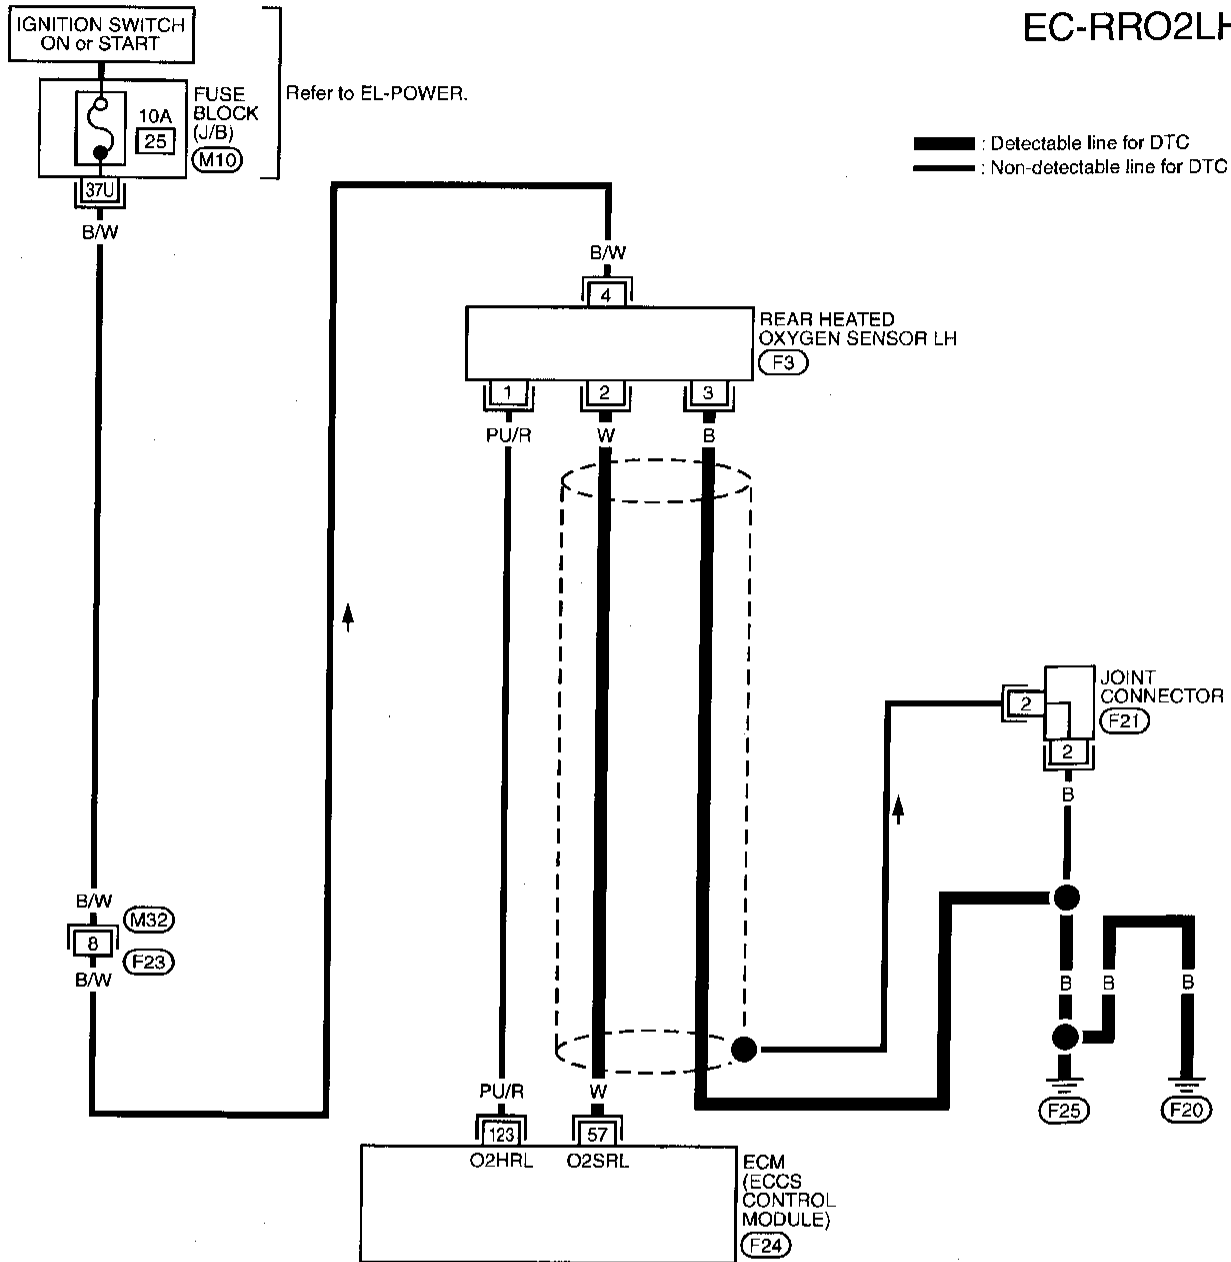 EC-RRO2LH
IGNITION SWITCH
ON or START
FUSE
BLOCK
(J/B)
M10
10A
25
Refer to EL-POWER.
: Detectable line for DTC
: Non-detectable line for DTC
37U
B/W
B/W
4
REAR HEATED
OXYGEN SENSOR LH
F3
1
2
3
PU/R
W
B
JOINT
CONNECTOR
F21
2
2
B
B/W
M32
8
F23
B/W
B
B
B
F25
F20
PU/R
W
123
57
O2HRL
O2SRL
ECM
(ECCS
CONTROL
MODULE)
F24